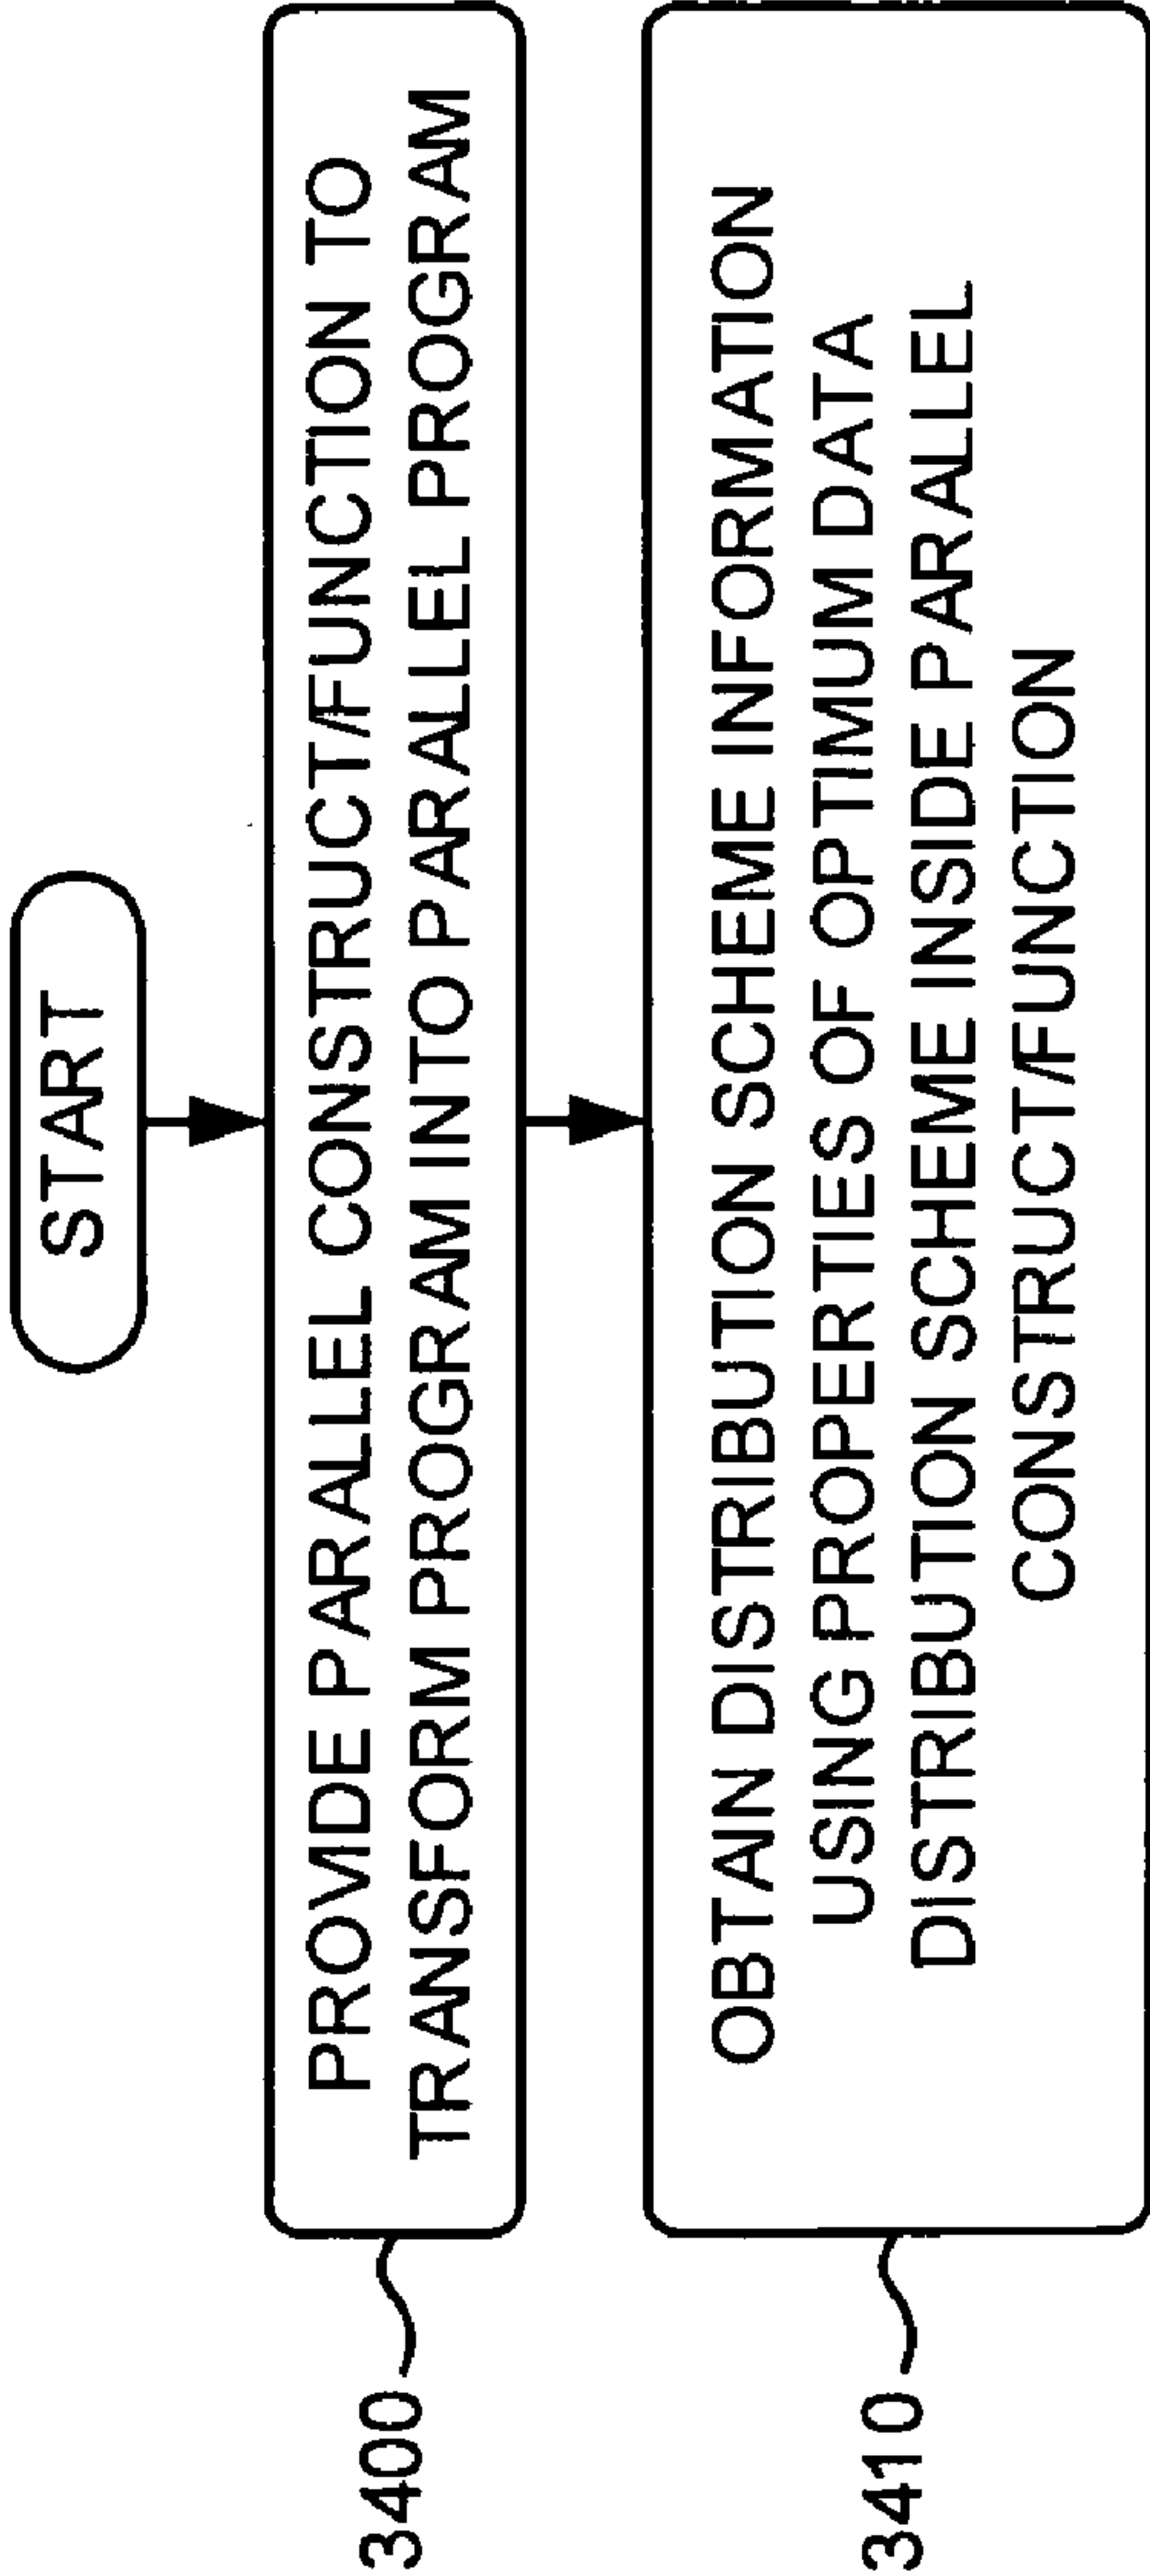 START
PROVIDE PARALLEL CONSTRUCT/FUNCTION TO
TRANSFORM PROGRAM INTO PARALLEL PROGRAM
3400
OBTAIN DISTRIBUTION SCHEME INFORMATION
USING PROPERTIES OF OPTIMUM DATA
DISTRIBUTION SCHEME INSIDE PARALLEL
CONSTRUCT/FUNCTION
3410